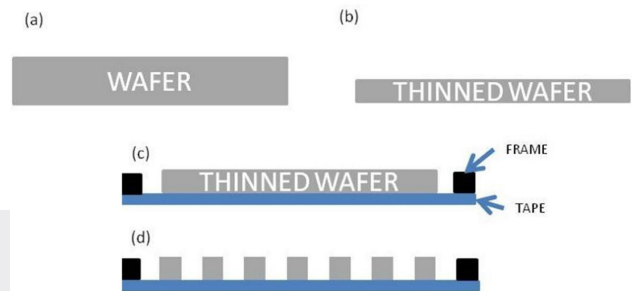 (a)
(b)
WAFER
THINNED WAFER
(c)
FRAME
THINNED WAFER
TAPE
(d)